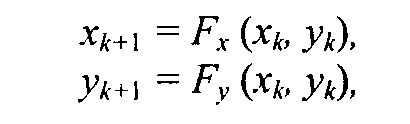 x_{k+1} = F_x (x_k, y_k),
y_{k+1} = F_y (x_k, y_k),